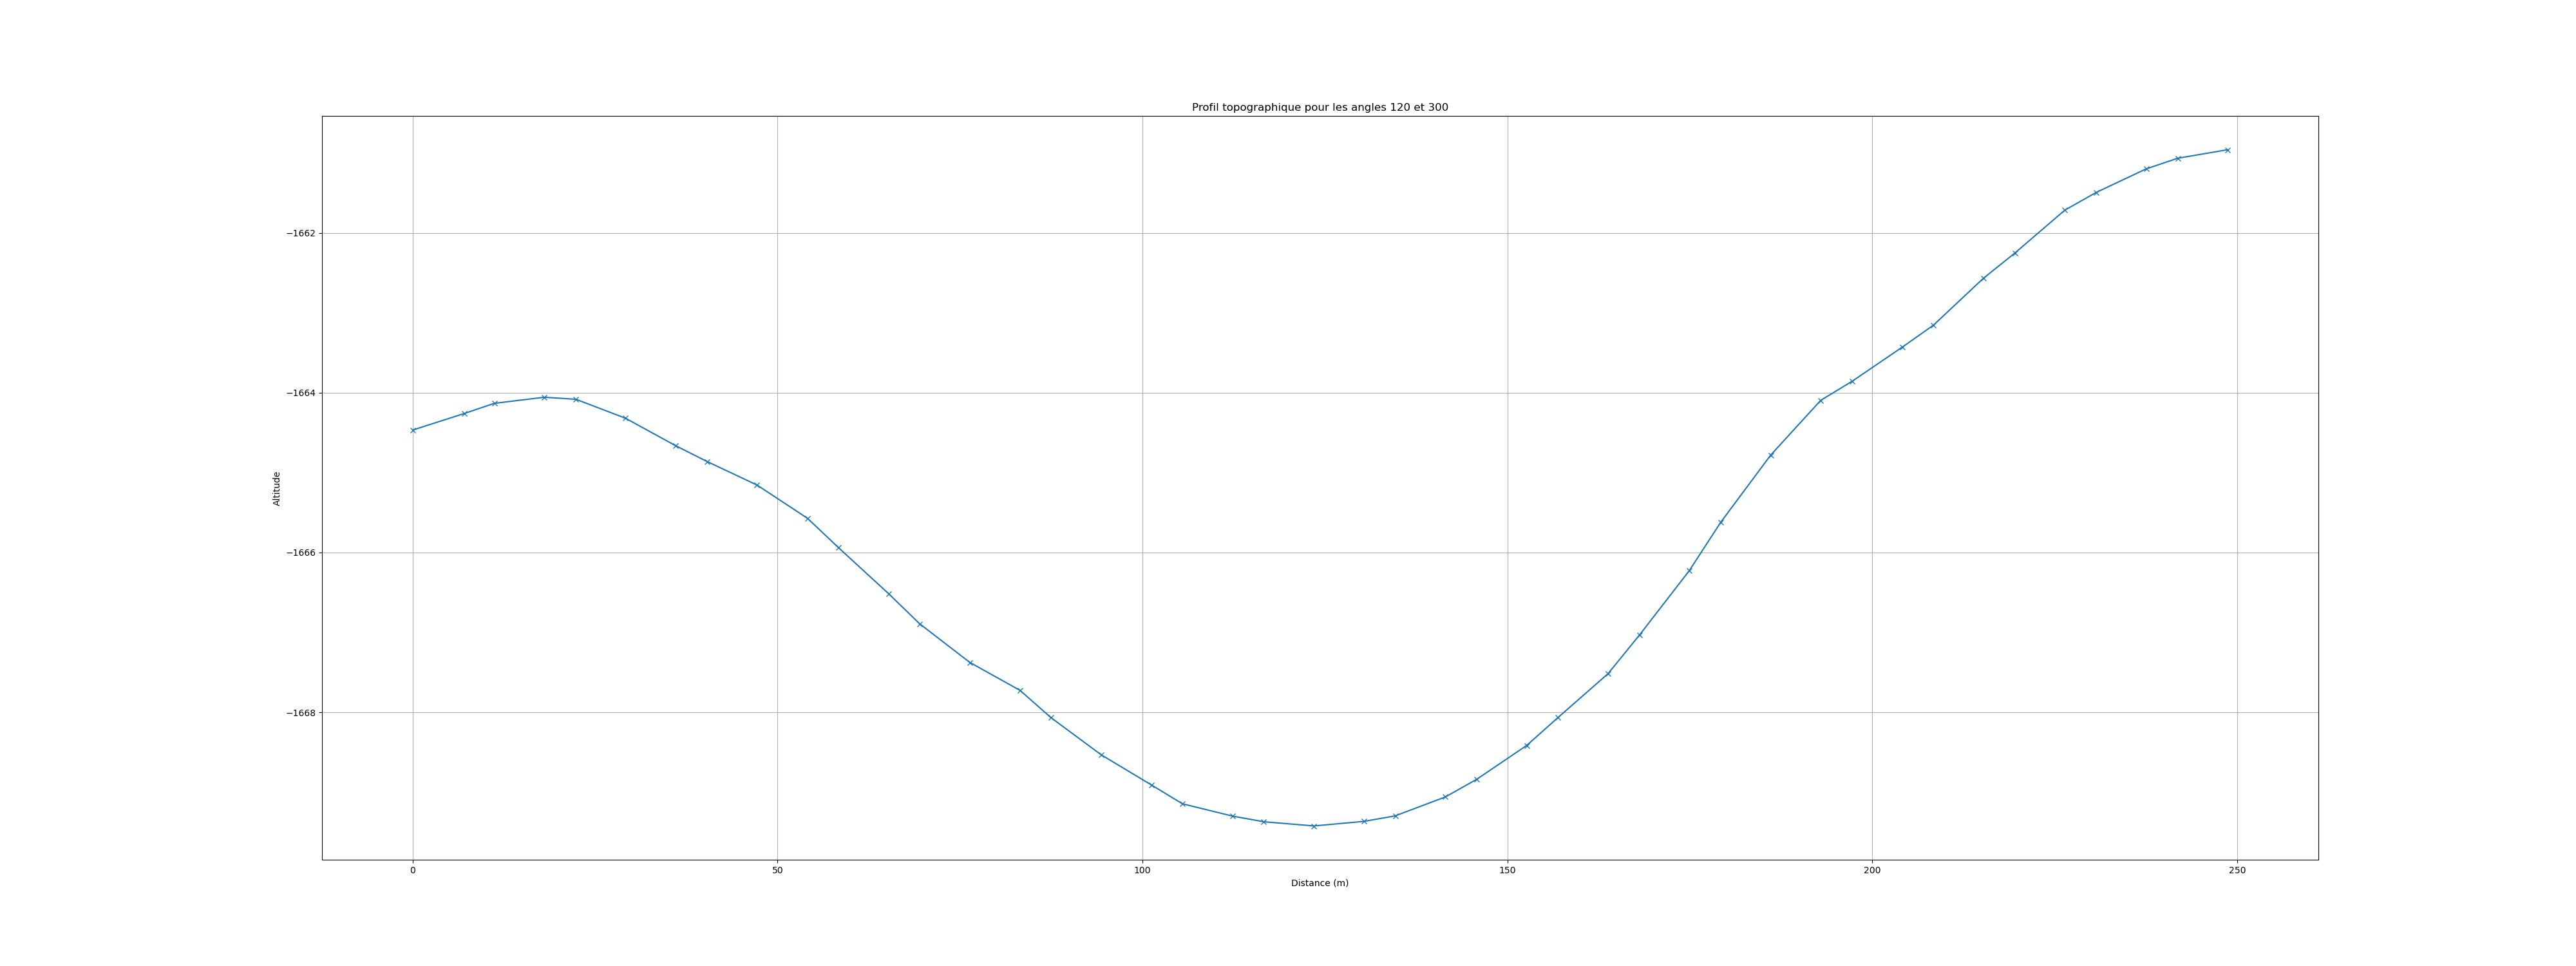 Profil topographique pour les angles 120 et 300
Altitude
−1662
−1664
−1666
−1668
0 50 100 150 200 250
Distance (m)